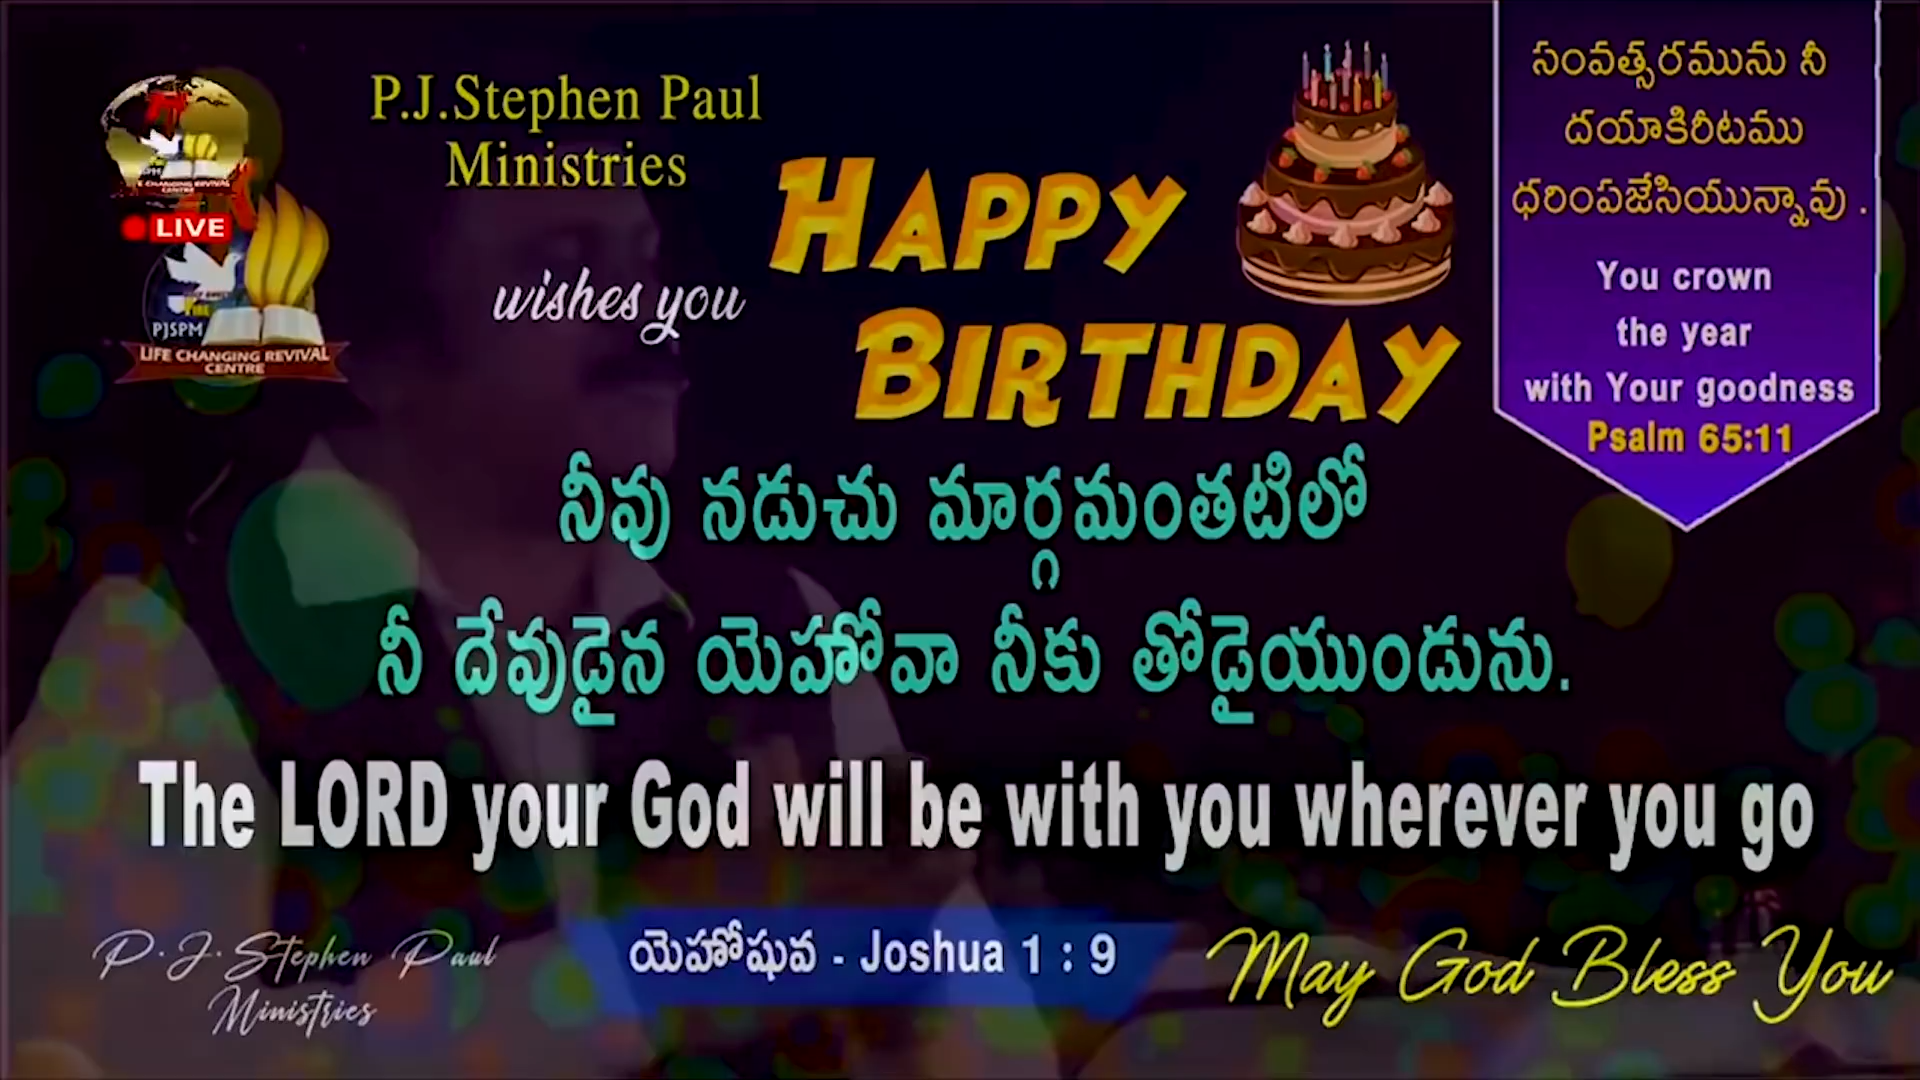 P.J.Stephen Paul
Ministries
LIVE
PJSPM
LIFE CHANGING REVIVAL
CENTRE
wishes you
HAPPY
BIRTHDAY
సంవత్సరమును నీ
దయాకిరీటము
ధరింపజేసియున్నావు .
You crown
the year
with Your goodness
Psalm 65:11
నీవు నడుచు మార్గమంతటిలో
నీ దేవుడైన యెహోవా నీకు తోడైయుండును.
The LORD your God will be with you wherever you go
P.J.Stephen Paul
Ministries
యెహోషువ - Joshua 1 : 9
May God Bless You